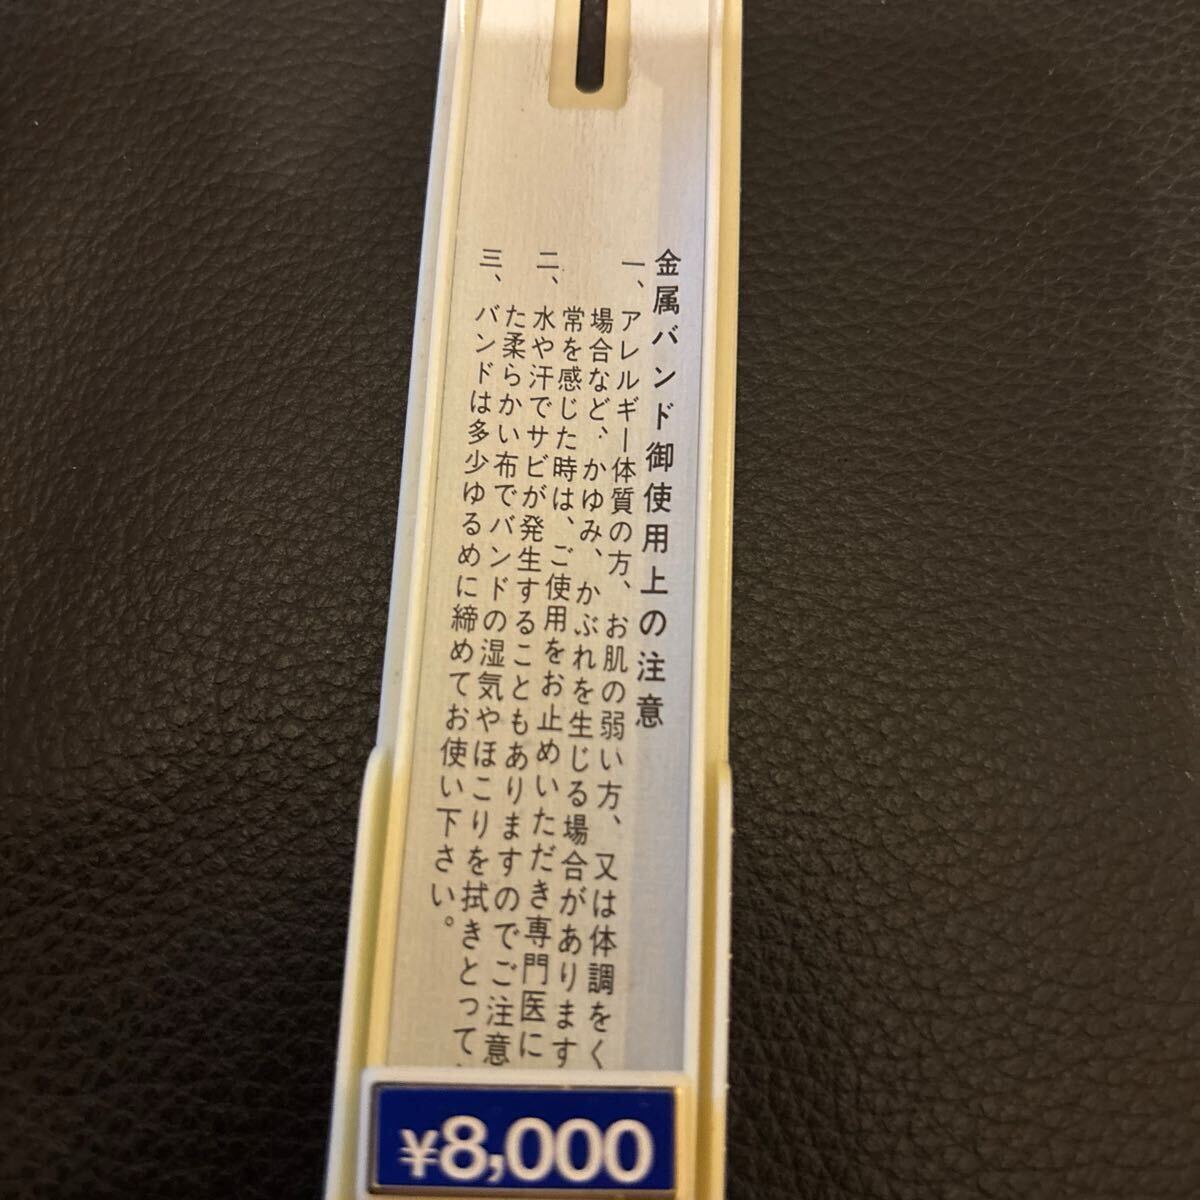 金属バンド御使用上の注意
一、アレルギー体質の方、お肌の弱い方、又は体調をく
場合など、かゆみ、かぶれを生じる場合があります
常を感じた時は、ご使用をお止めいただき専門医に
二、水や汗でサビが発生することもありますのでご注意
た柔らかい布でバンドの湿気やほこりを拭きとって
三、バンドは多少ゆるめに締めてお使い下さい。
¥8,000